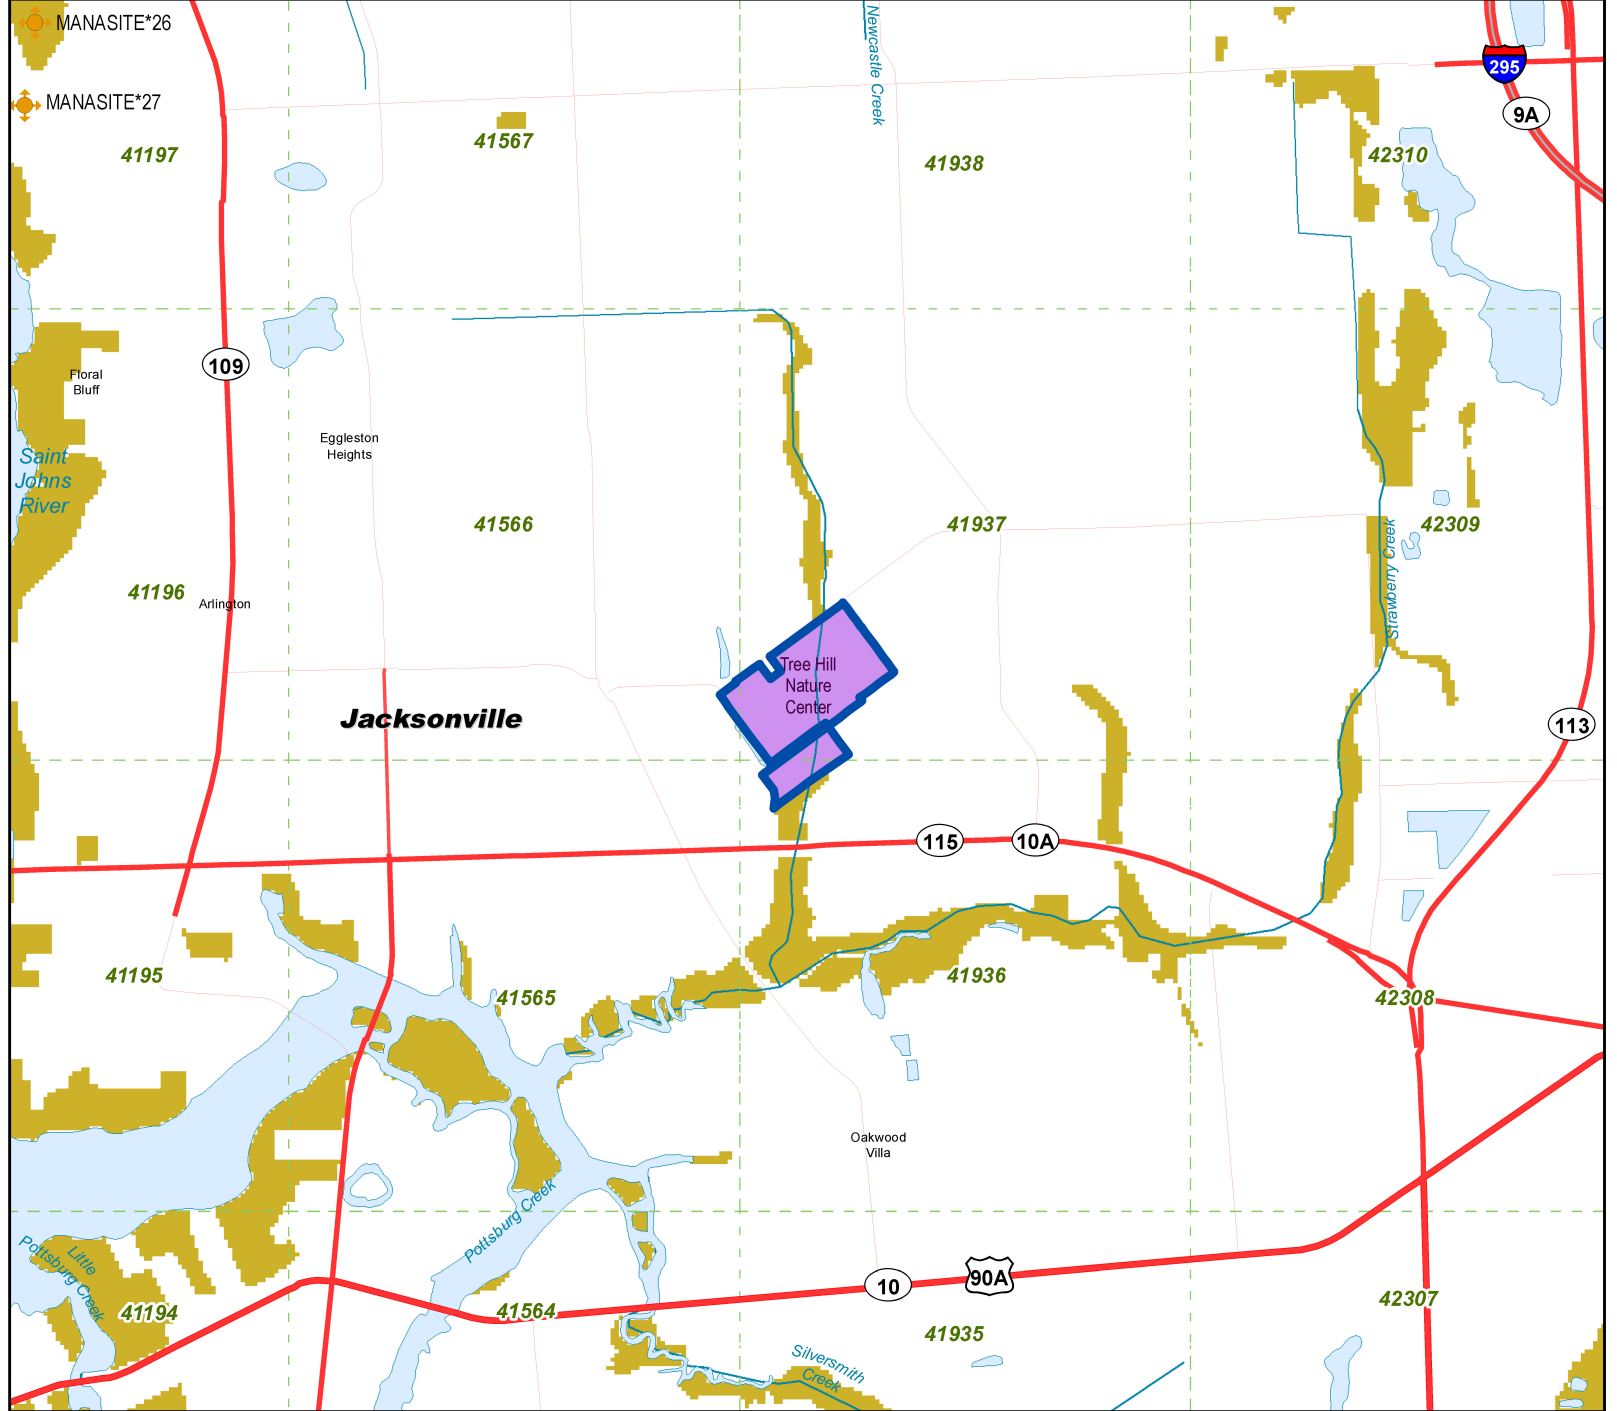 MANASITE*26
Newcastle Creek
295
MANASITE*27
9A
41197
41567
41938
42310
109
Floral
Bluff
Eggleston
Heights
Saint
Johns
River
41566
41937
42309
Strawberry Creek
41196
Arlington
Tree Hill
Nature
Center
Jacksonville
113
115
10A
41195
41565
41936
42308
Oakwood
Villa
Pottsburg Creek
Little
Pottsburg Creek
10
90A
41194
41564
41935
42307
Silversmith
Creek